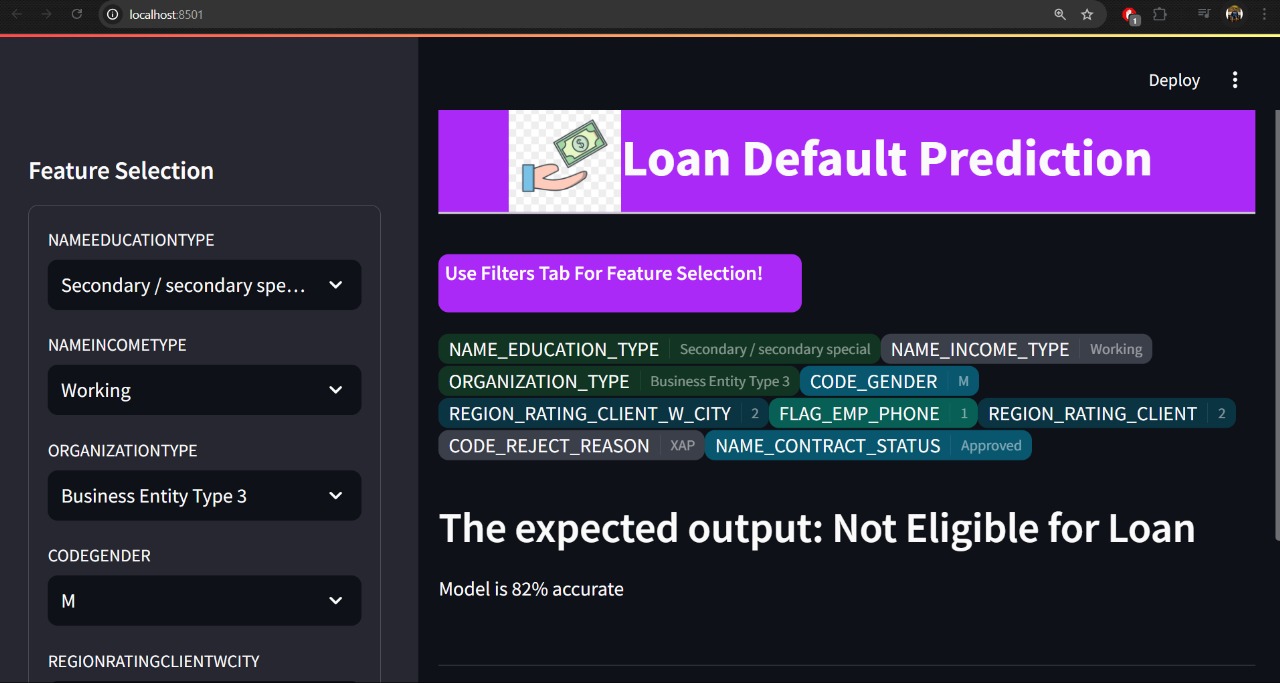 localhost:8501
1
Deploy
Feature Selection
NAMEEDUCATIONTYPE
Secondary / secondary spe...
NAMEINCOMETYPE
Working
ORGANIZATIONTYPE
Business Entity Type 3
CODEGENDER
M
REGIONRATINGCLIENTWCITY
$
Loan Default Prediction
Use Filters Tab For Feature Selection!
NAME_EDUCATION_TYPE Secondary / secondary special NAME_INCOME_TYPE Working
ORGANIZATION_TYPE Business Entity Type 3 CODE_GENDER M
REGION_RATING_CLIENT_W_CITY 2 FLAG_EMP_PHONE 1 REGION_RATING_CLIENT 2
CODE_REJECT_REASON XAP NAME_CONTRACT_STATUS Approved
The expected output: Not Eligible for Loan
Model is 82% accurate